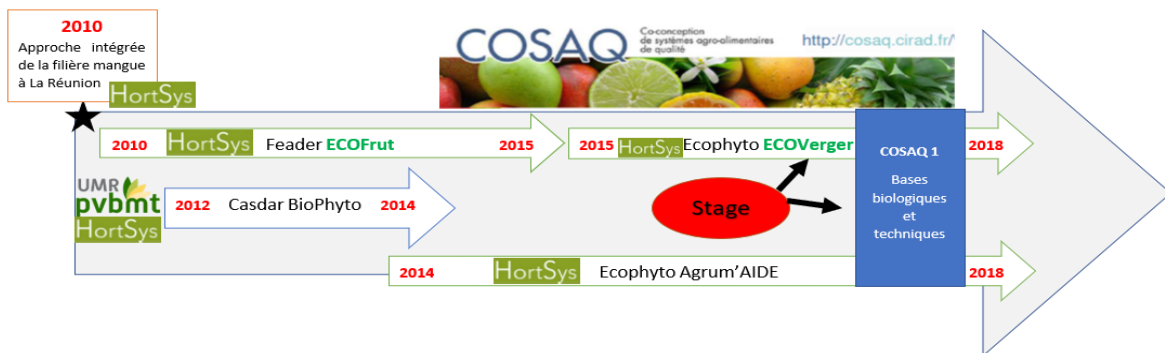 2010
Approche intégrée
de la filière mangue
à La Réunion
HortSys
COSAQ
Co-conception
de systèmes agro-alimentaires
de qualité
http://cosaq.cirad.fr/
2010 HortSys Feader ECOFrut 2015
2015 HortSys Ecophyto ECOVerger 2018
UMR
pvbmt
HortSys
2012 Casdar BioPhyto 2014
Stage
COSAQ 1
Bases
biologiques
et
techniques
2014 HortSys Ecophyto Agrum'AIDE 2018